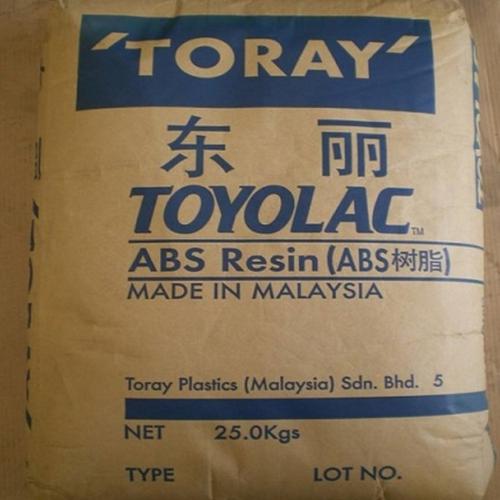 'TORAY'
东丽
TOYOLAC™
ABS Resin (ABS树脂)
MADE IN MALAYSIA
Toray Plastics (Malaysia) Sdn. Bhd. 5
NET 25.0Kgs
TYPE LOT NO.